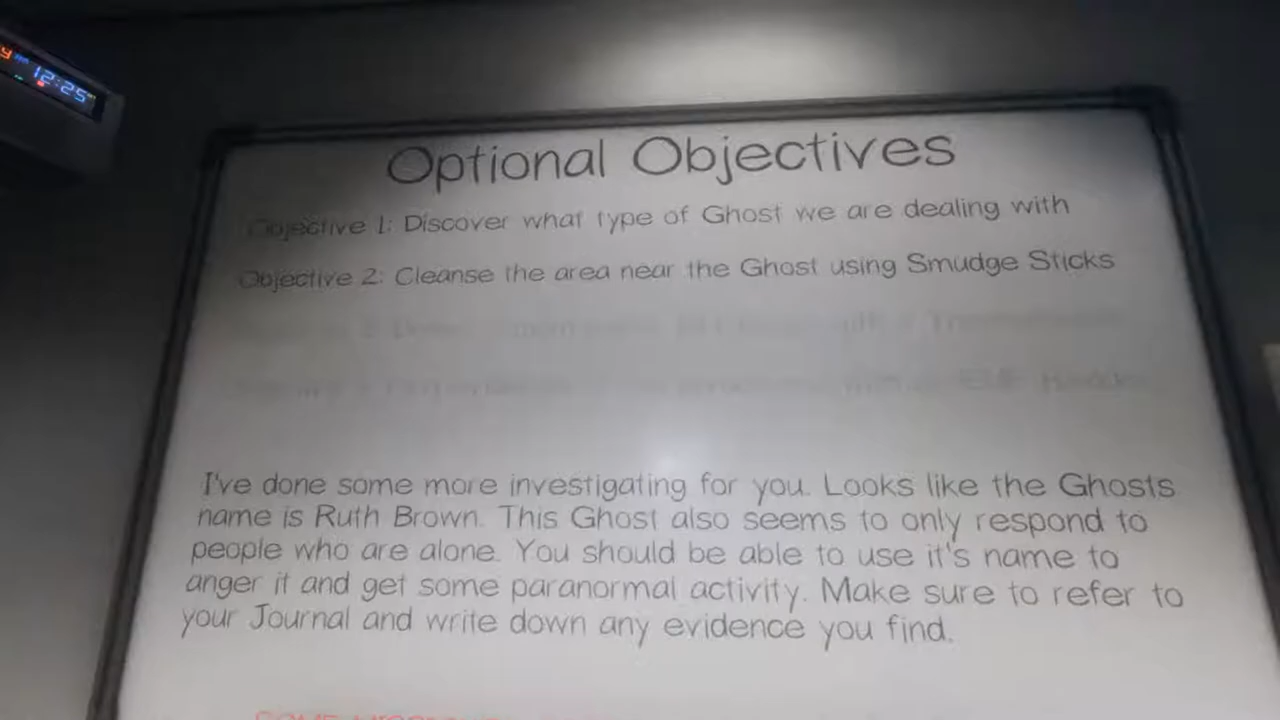 12:25
Optional Objectives
Objective 1: Discover what type of Ghost we are dealing with
Objective 2: Cleanse the area near the Ghost using Smudge Sticks
I've done some more investigating for you. Looks like the Ghosts
name is Ruth Brown. This Ghost also seems to only respond to
people who are alone. You should be able to use it's name to
anger it and get some paranormal activity. Make sure to refer to
your Journal and write down any evidence you find.